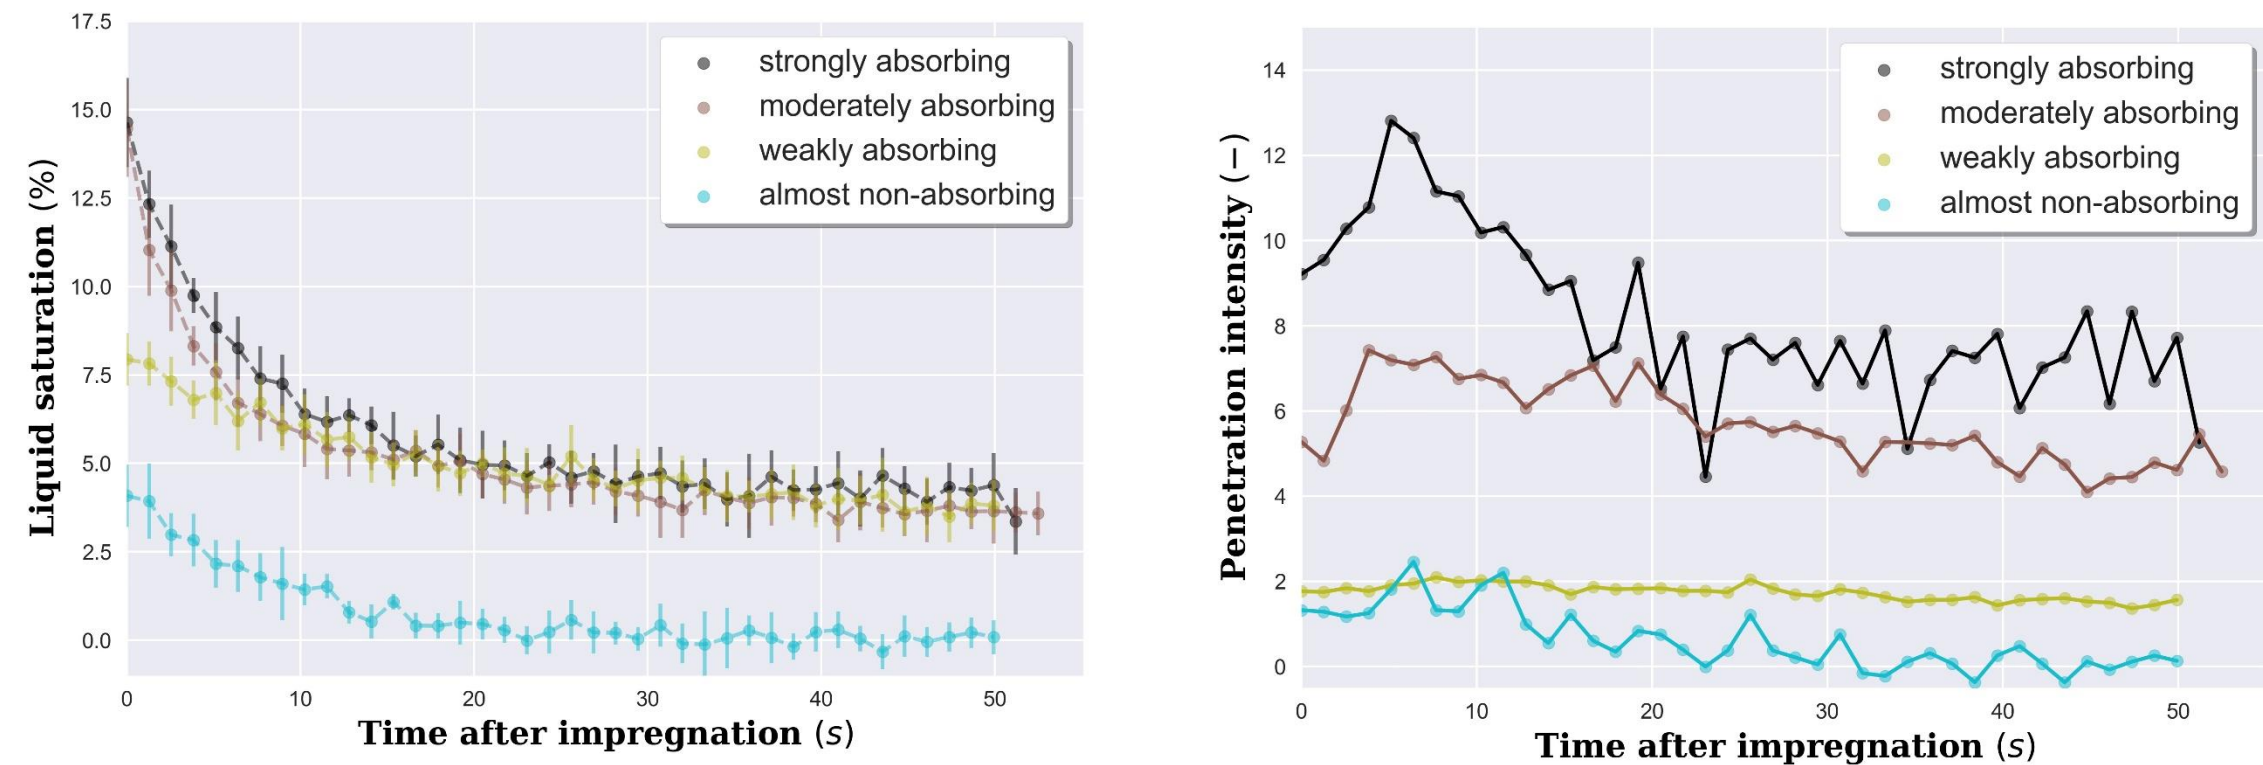 17.5
15.0
12.5
10.0
7.5
5.0
2.5
0.0
Liquid saturation (%)
strongly absorbing
moderately absorbing
weakly absorbing
almost non-absorbing
0 10 20 30 40 50
Time after impregnation (s)
14
12
10
8
6
4
2
0
Penetration intensity (−)
strongly absorbing
moderately absorbing
weakly absorbing
almost non-absorbing
0 10 20 30 40 50
Time after impregnation (s)